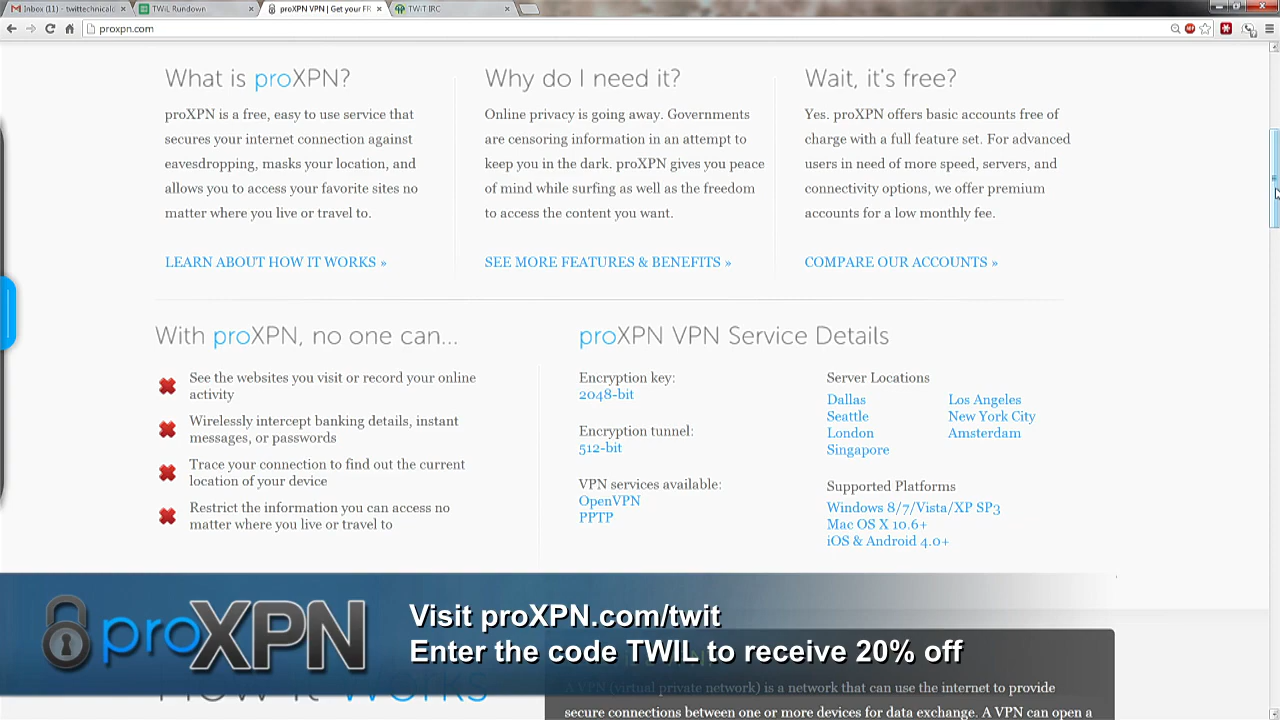 Inbox (11) - twittechnical
TWiL Rundown
proXPN VPN | Get your FR
TWiT IRC
proxpn.com
What is proXPN?
proXPN is a free, easy to use service that
secures your internet connection against
eavesdropping, masks your location, and
allows you to access your favorite sites no
matter where you live or travel to.
LEARN ABOUT HOW IT WORKS »
Why do I need it?
Online privacy is going away. Governments
are censoring information in an attempt to
keep you in the dark. proXPN gives you peace
of mind while surfing as well as the freedom
to access the content you want.
SEE MORE FEATURES & BENEFITS »
Wait, it's free?
Yes. proXPN offers basic accounts free of
charge with a full feature set. For advanced
users in need of more speed, servers, and
connectivity options, we offer premium
accounts for a low monthly fee.
COMPARE OUR ACCOUNTS »
With proXPN, no one can...
See the websites you visit or record your online
activity
Wirelessly intercept banking details, instant
messages, or passwords
Trace your connection to find out the current
location of your device
Restrict the information you can access no
matter where you live or travel to
proXPN VPN Service Details
Encryption key:
2048-bit
Encryption tunnel:
512-bit
VPN services available:
OpenVPN
PPTP
Server Locations
Dallas
Seattle
London
Singapore
Los Angeles
New York City
Amsterdam
Supported Platforms
Windows 8/7/Vista/XP SP3
Mac OS X 10.6+
iOS & Android 4.0+
proXPN
Visit proXPN.com/twit
Enter the code TWIL to receive 20% off
How it Works
A VPN (virtual private network) is a network that can use the internet to provide
secure connections between one or more devices for data exchange. A VPN can open a